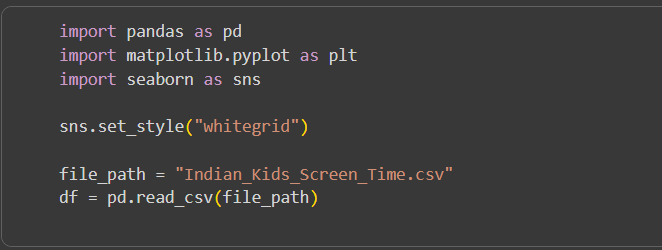 import pandas as pd
import matplotlib.pyplot as plt
import seaborn as sns
sns.set_style("whitegrid")
file_path = "Indian_Kids_Screen_Time.csv"
df = pd.read_csv(file_path)